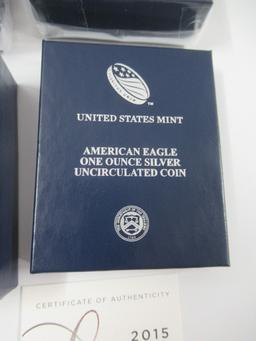 UNITED STATES MINT
AMERICAN EAGLE
ONE OUNCE SILVER
UNCIRCULATED COIN
CERTIFICATE OF AUTHENTICITY
2015